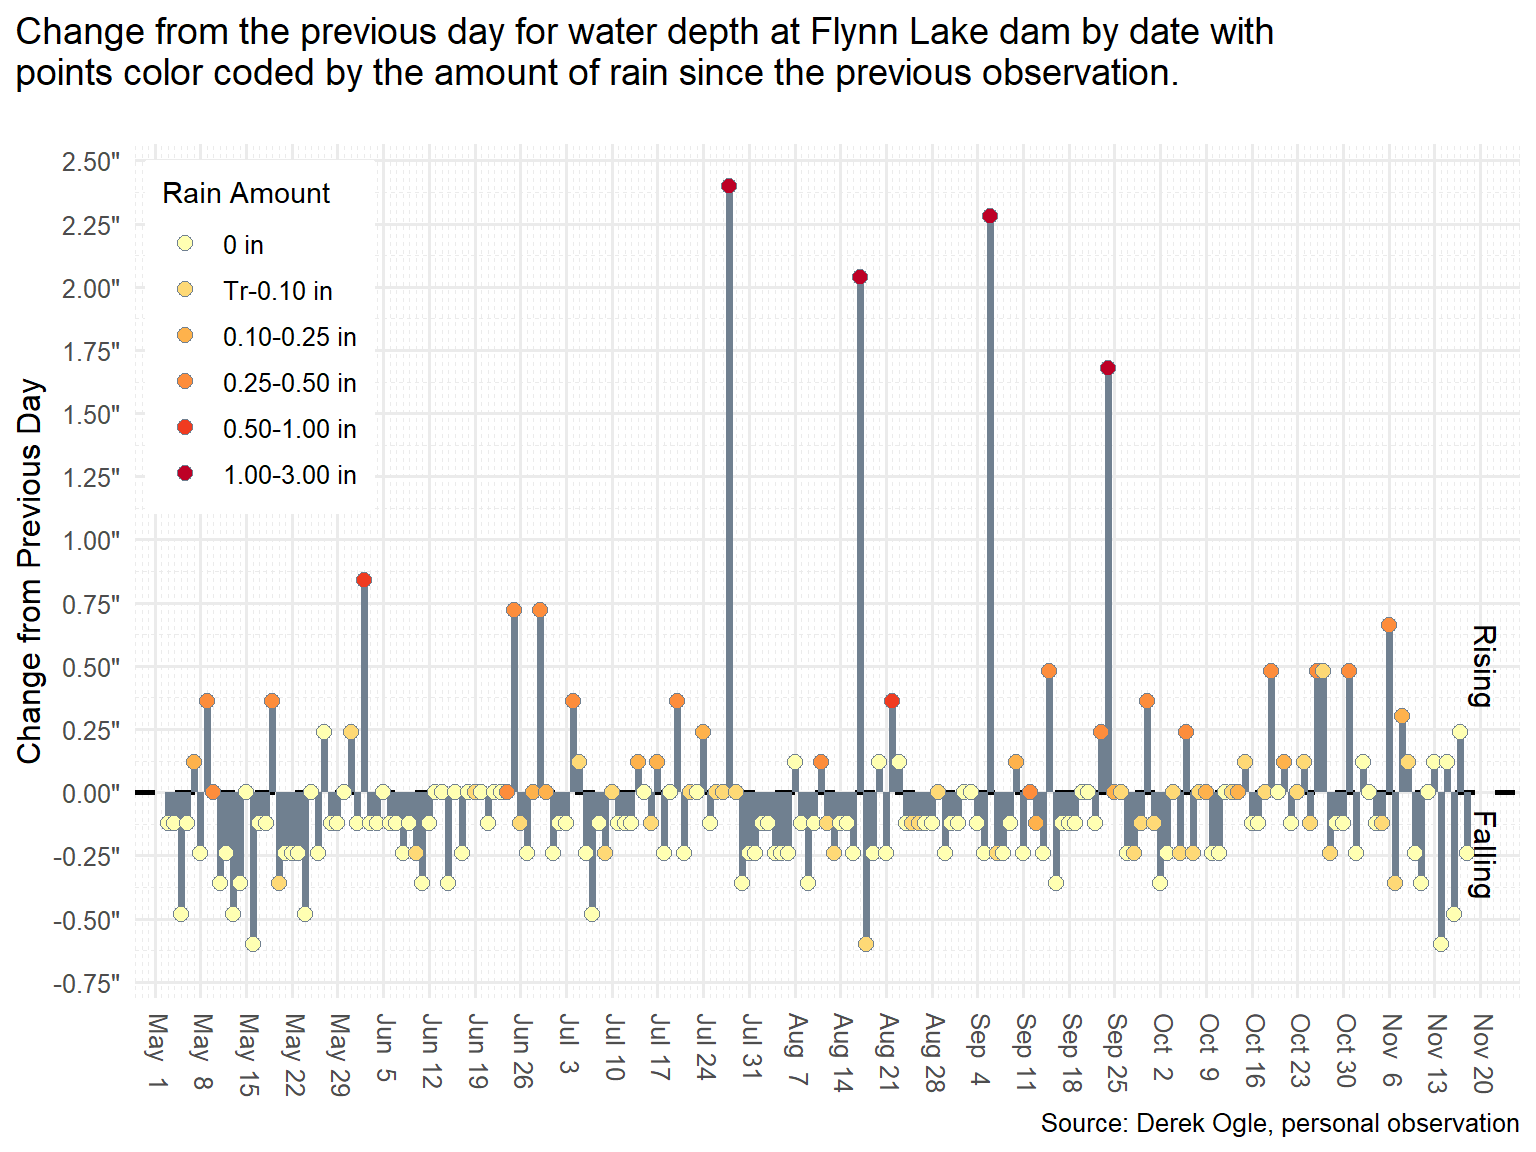 Change from the previous day for water depth at Flynn Lake dam by date with
points color coded by the amount of rain since the previous observation.
Change from Previous Day
2.50"
2.25"
2.00"
1.75"
1.50"
1.25"
1.00"
0.75"
0.50"
0.25"
0.00"
-0.25"
-0.50"
-0.75"
Rain Amount
0 in
Tr-0.10 in
0.10-0.25 in
0.25-0.50 in
0.50-1.00 in
1.00-3.00 in
Rising
Falling
May 1
May 8
May 15
May 22
May 29
Jun 5
Jun 12
Jun 19
Jun 26
Jul 3
Jul 10
Jul 17
Jul 24
Jul 31
Aug 7
Aug 14
Aug 21
Aug 28
Sep 4
Sep 11
Sep 18
Sep 25
Oct 2
Oct 9
Oct 16
Oct 23
Oct 30
Nov 6
Nov 13
Nov 20
Source: Derek Ogle, personal observation